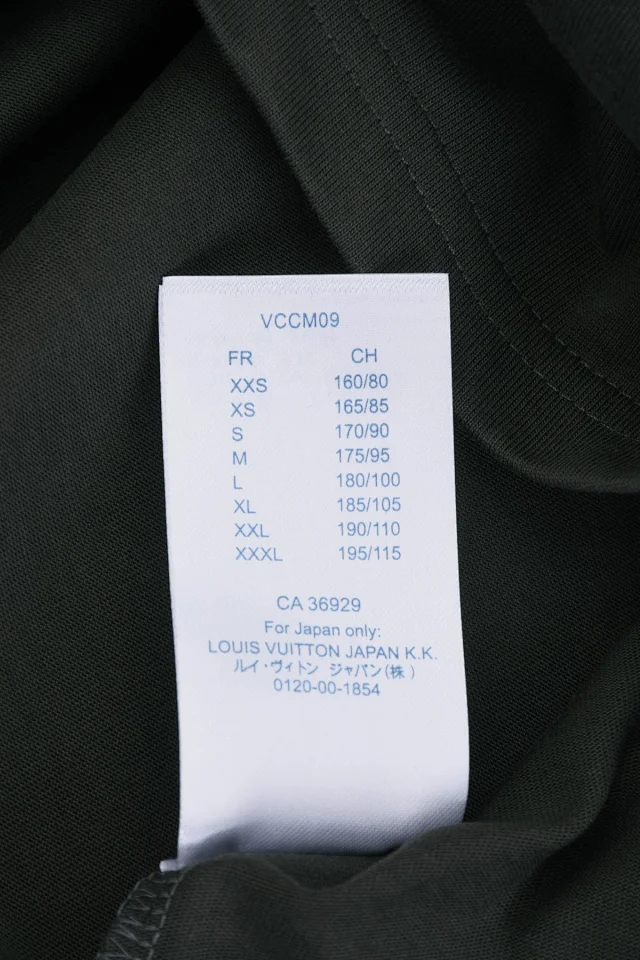 VCCM09
FR CH
XXS 160/80
XS 165/85
S 170/90
M 175/95
L 180/100
XL 185/105
XXL 190/110
XXXL 195/115
CA 36929
For Japan only:
LOUIS VUITTON JAPAN K.K.
ルイ・ヴィトン ジャパン(株)
0120-00-1854